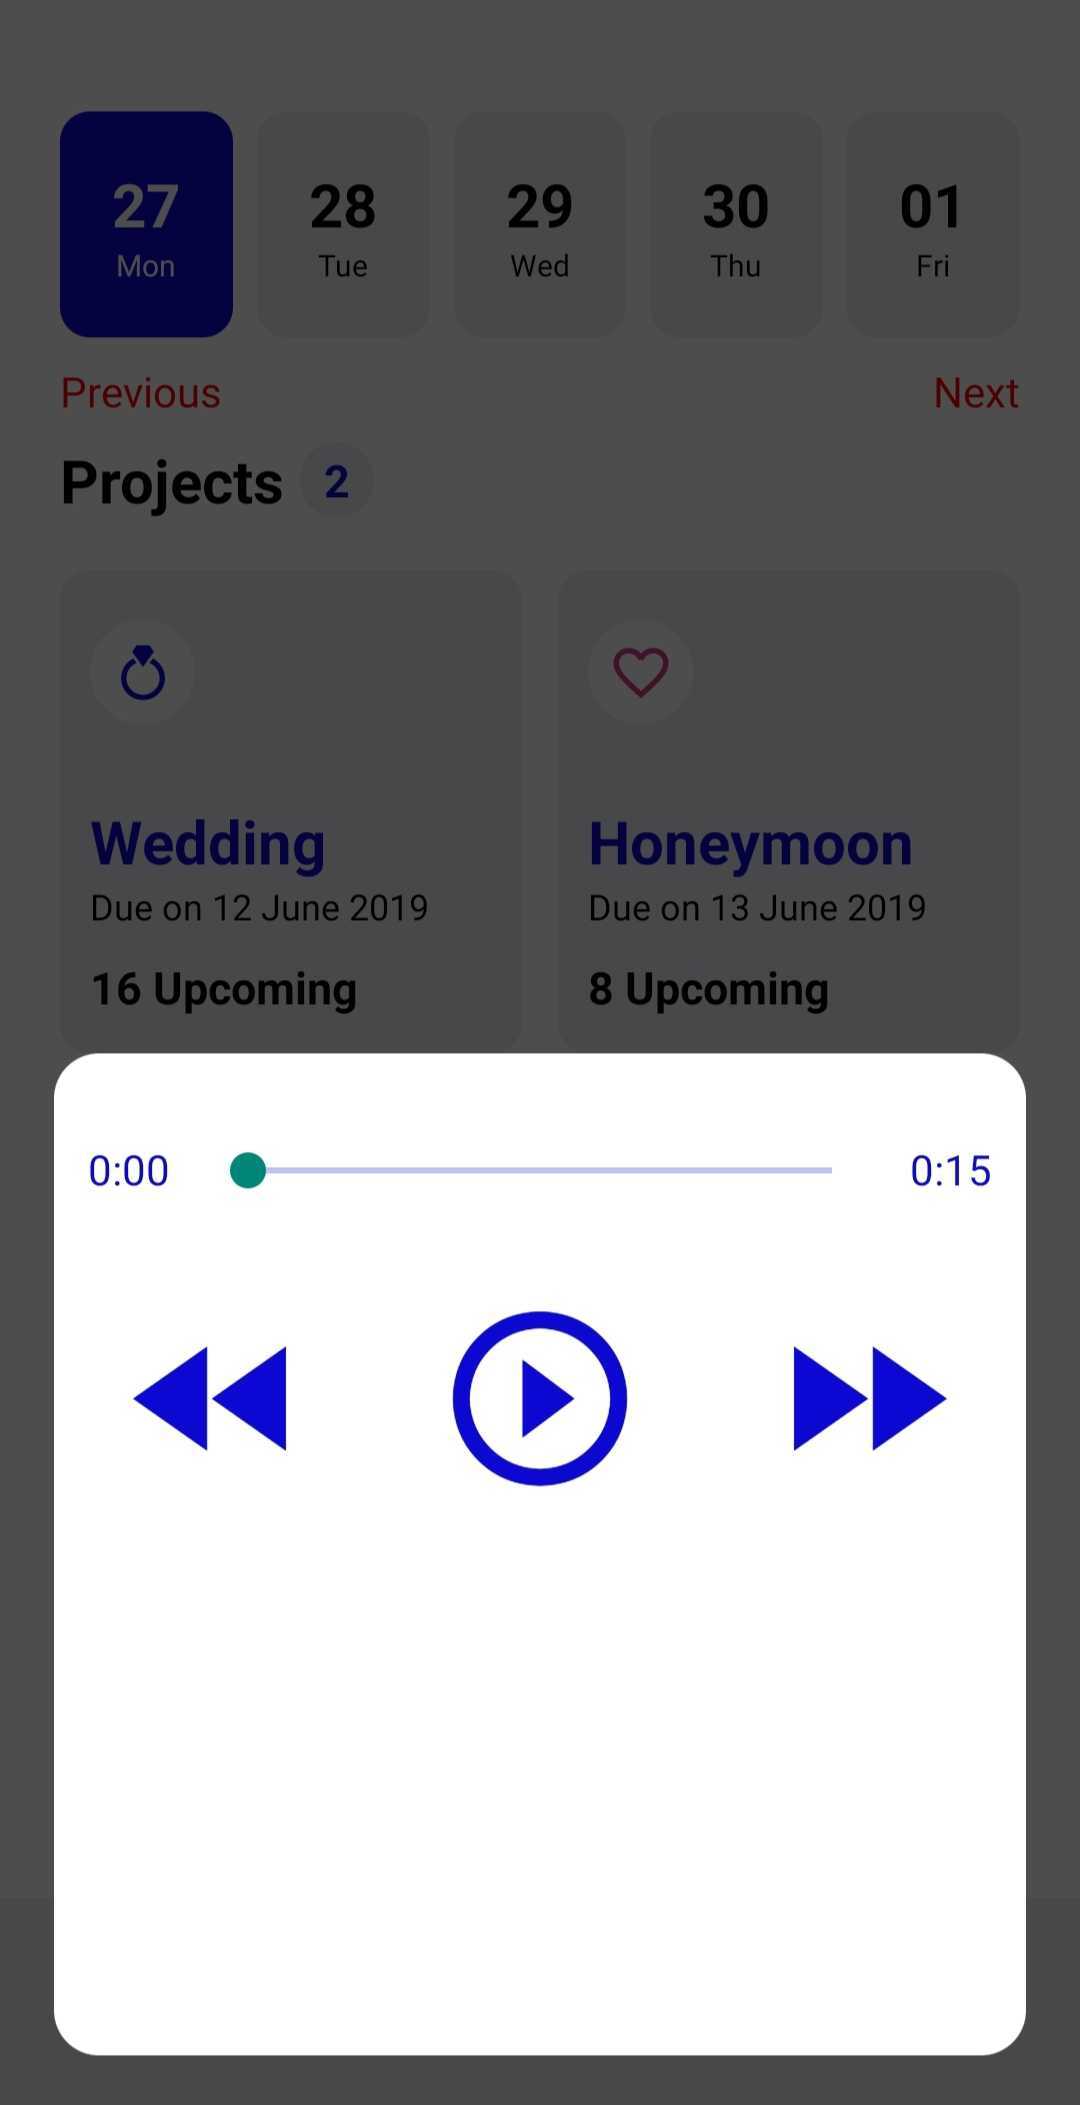 27 28 29 30 01
Mon Tue Wed Thu Fri
Previous Next
Projects 2
Wedding
Due on 12 June 2019
16 Upcoming
Honeymoon
Due on 13 June 2019
8 Upcoming
0:00 0:15